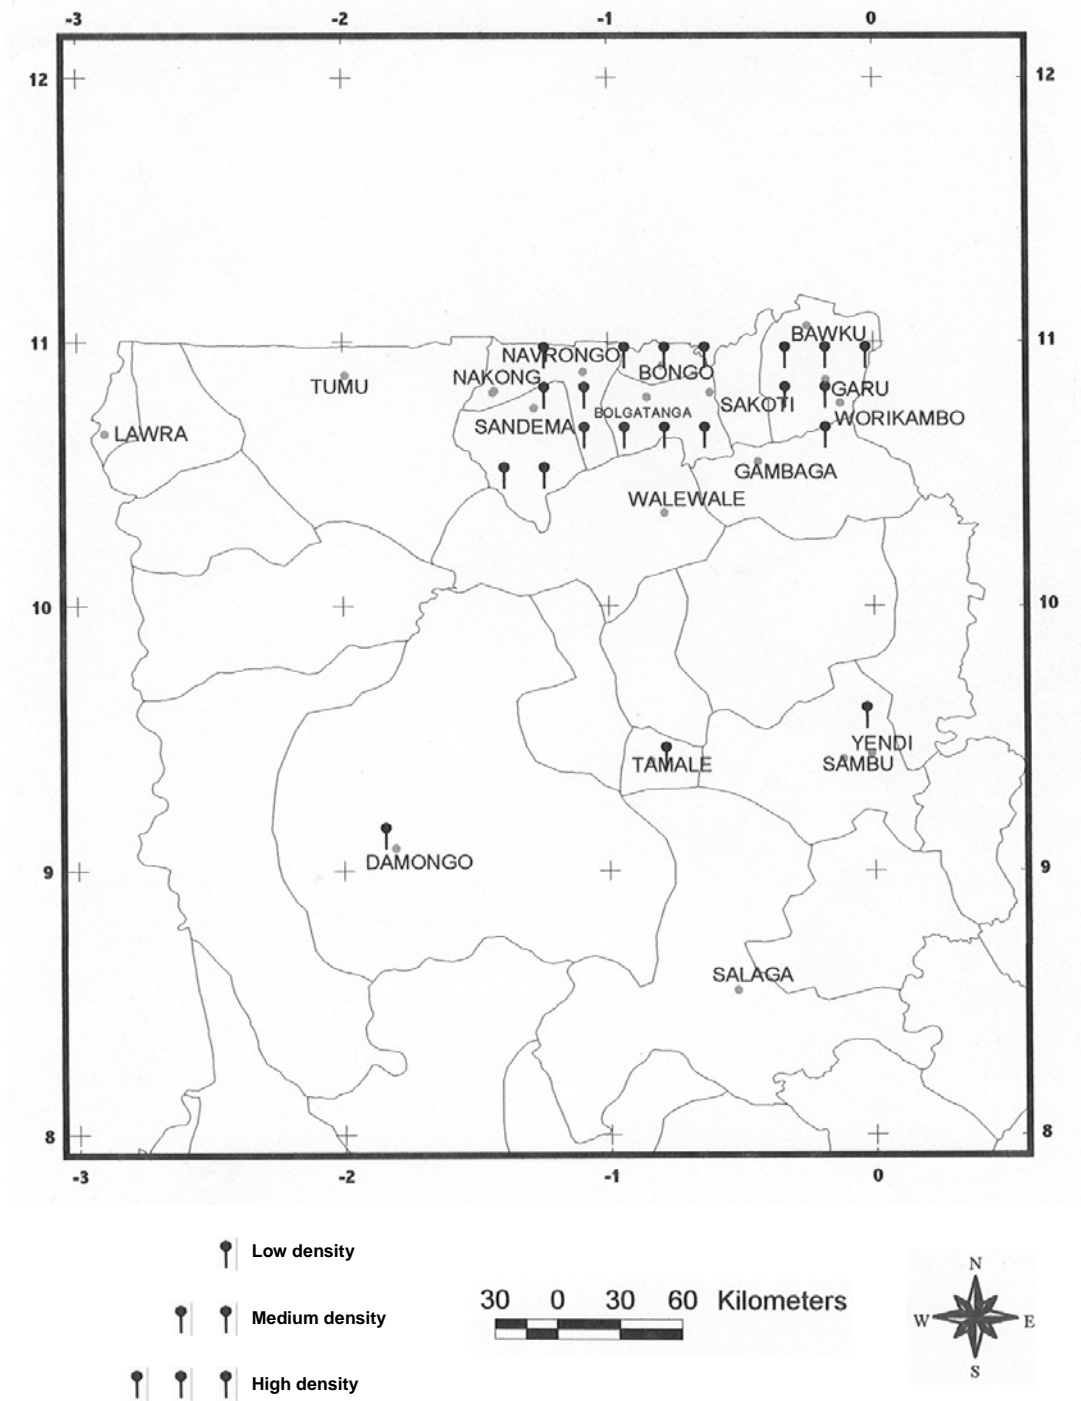 -3 -2 -1 0
12 12
11 11
BAWKU
NAVRONGO
BONGO
NAKONG
TUMU
GARU
SAKOTI
BOLGATANGA
WORIKAMBO
SANDEMA
LAWRA
GAMBAGA
WALEWALE
10 10
YENDI
TAMALE SAMBU
DAMONGO
9 9
SALAGA
8 8
-3 -2 -1 0
Low density
Medium density
High density
30 0 30 60 Kilometers
N
W E
S